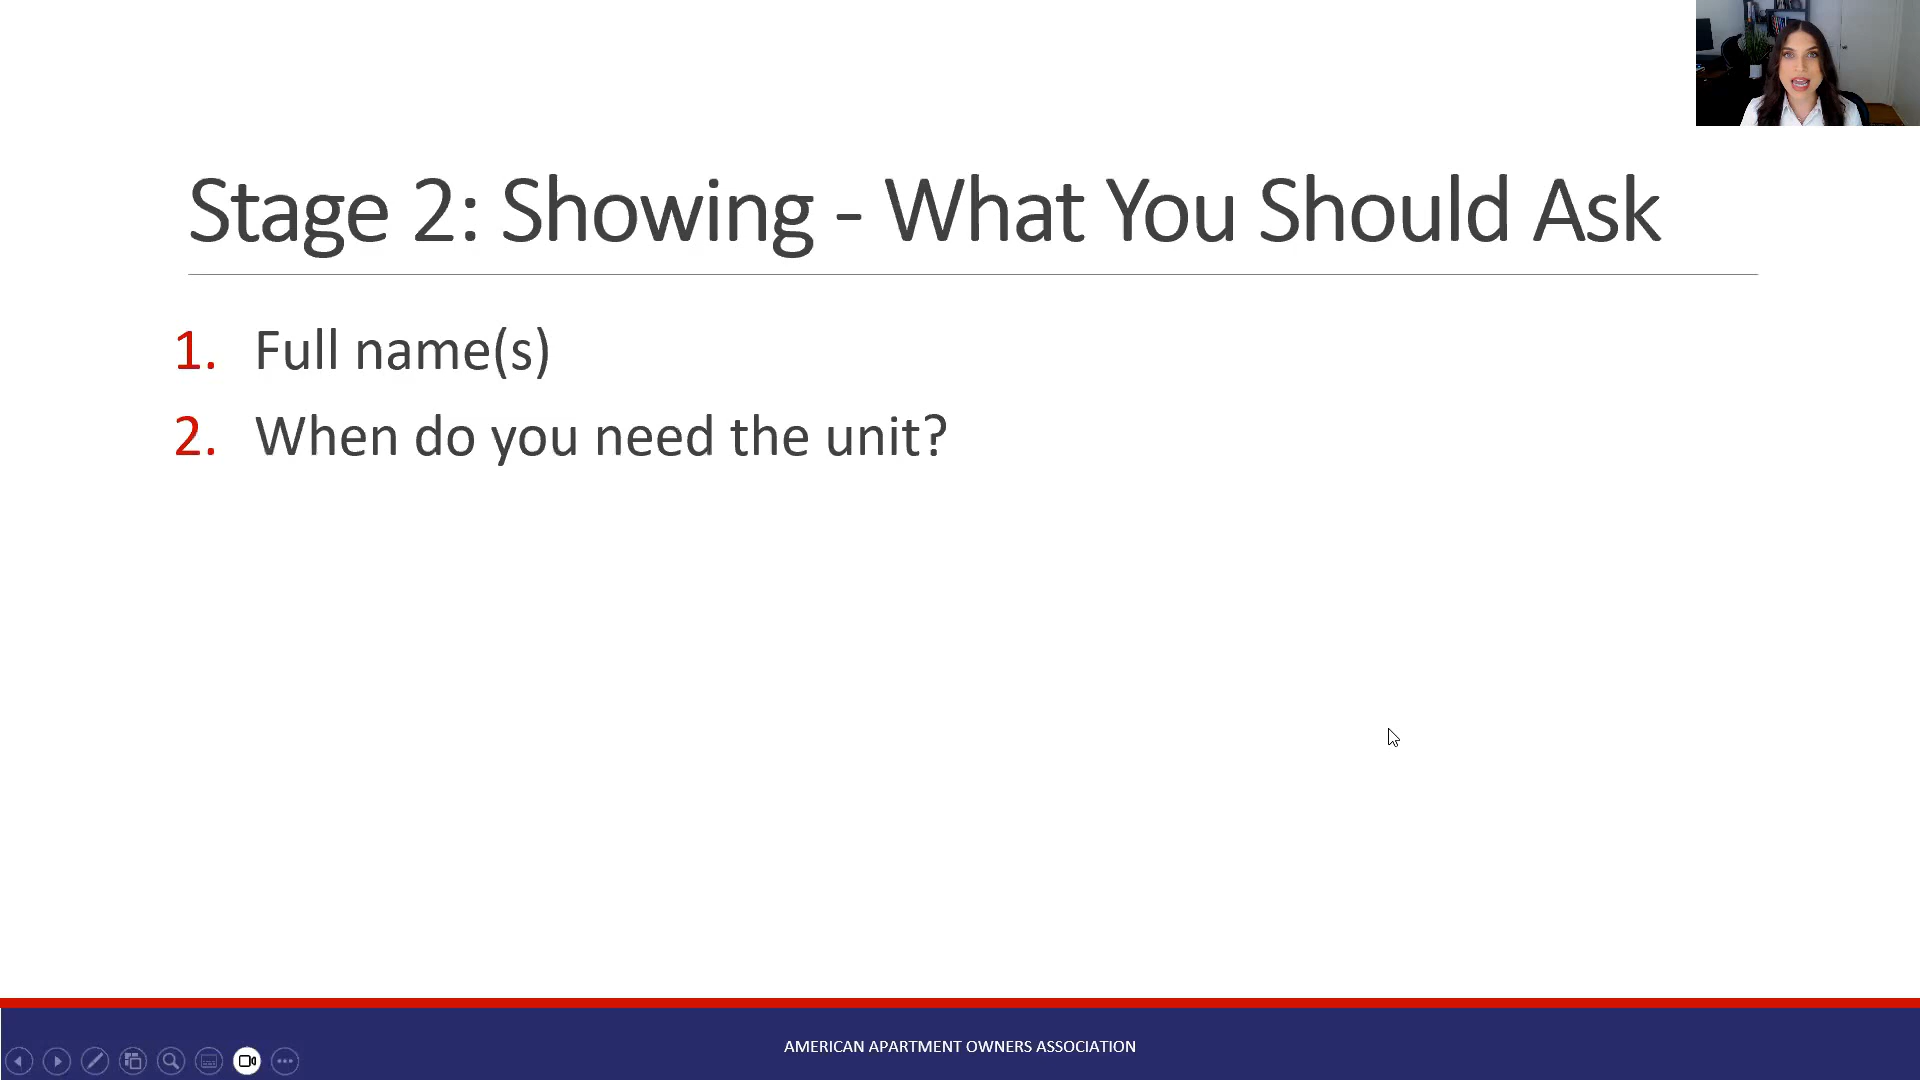 Stage 2: Showing - What You Should Ask
1. Full name(s)
2. When do you need the unit?
AMERICAN APARTMENT OWNERS ASSOCIATION